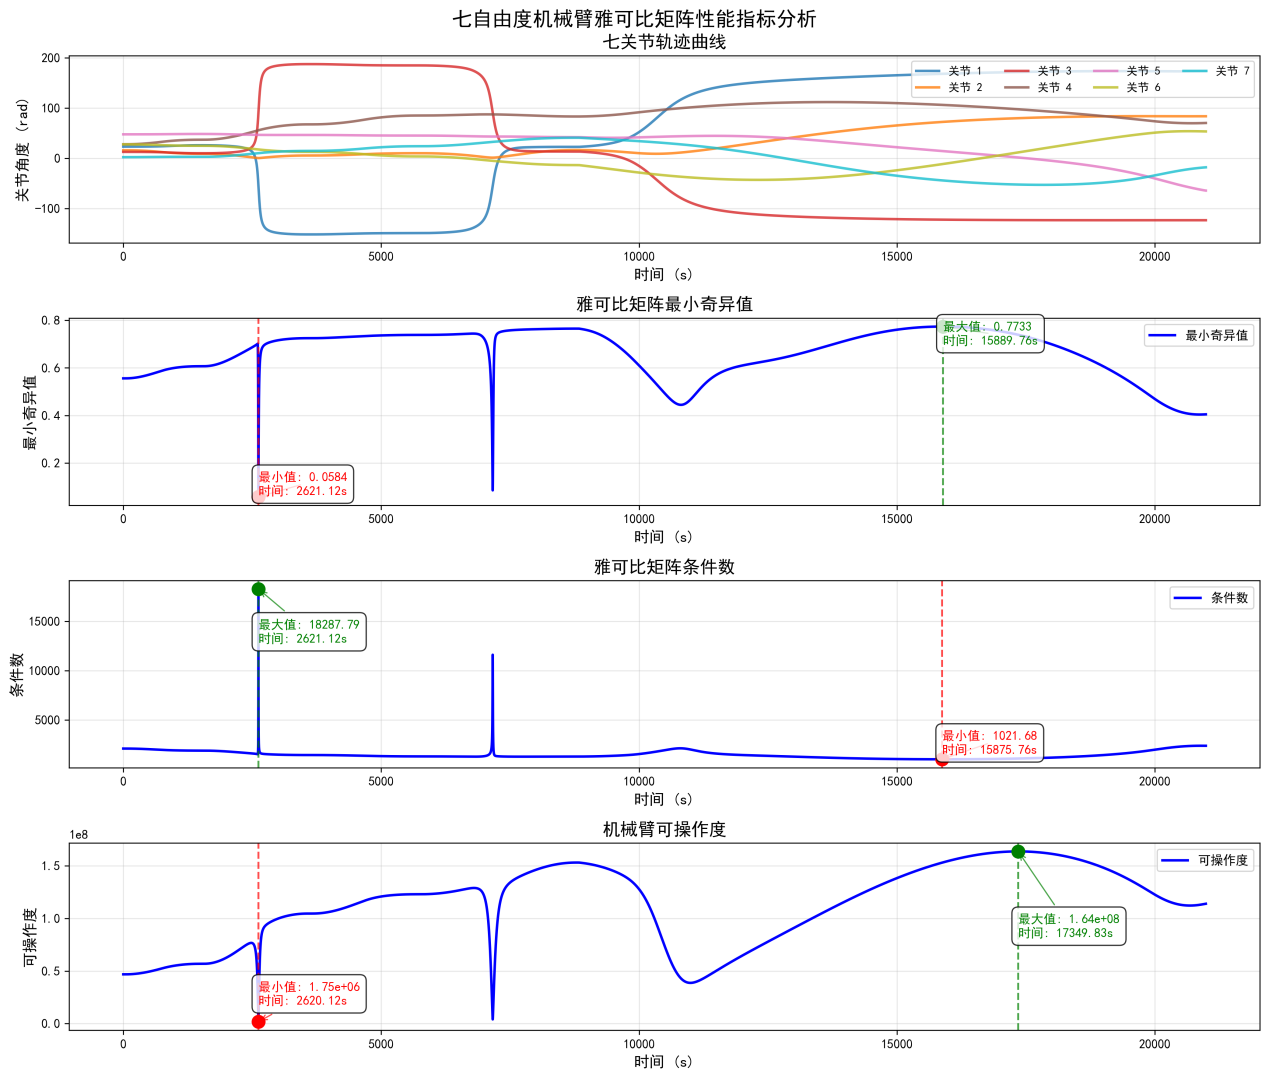 七自由度机械臂雅可比矩阵性能指标分析
七关节轨迹曲线
关节角度 (rad)
200
100
0
−100
关节 1
关节 3
关节 5
关节 7
关节 2
关节 4
关节 6
0
5000
10000
15000
20000
时间 (s)
雅可比矩阵最小奇异值
最小奇异值
0.8
0.6
0.4
0.2
最小奇异值
最大值: 0.7733
时间: 15889.76s
最小值: 0.0584
时间: 2621.12s
0
5000
10000
15000
20000
时间 (s)
雅可比矩阵条件数
条件数
15000
10000
5000
条件数
最大值: 18287.79
时间: 2621.12s
最小值: 1021.68
时间: 15875.76s
0
5000
10000
15000
20000
时间 (s)
机械臂可操作度
1e8
可操作度
1.5
1.0
0.5
0.0
可操作度
最大值: 1.64e+08
时间: 17349.83s
最小值: 1.75e+06
时间: 2620.12s
0
5000
10000
15000
20000
时间 (s)